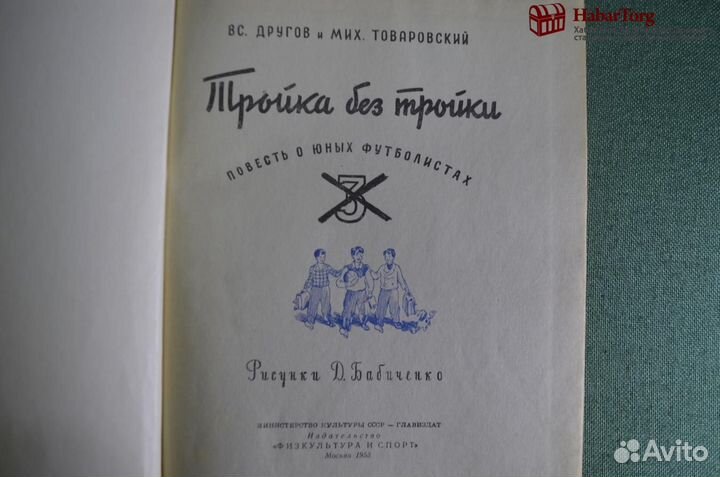 ВС. ДРУГОВ и МИХ. ТОВАРОВСКИЙ
Тройка без тройки
ПОВЕСТЬ О ЮНЫХ ФУТБОЛИСТАХ
3
Рисунки Д. Бабиченко
МИНИСТЕРСТВО КУЛЬТУРЫ СССР — ГЛАВИЗДАТ
Издательство
«ФИЗКУЛЬТУРА И СПОРТ»
Москва 1953
HabarTorg
Avito